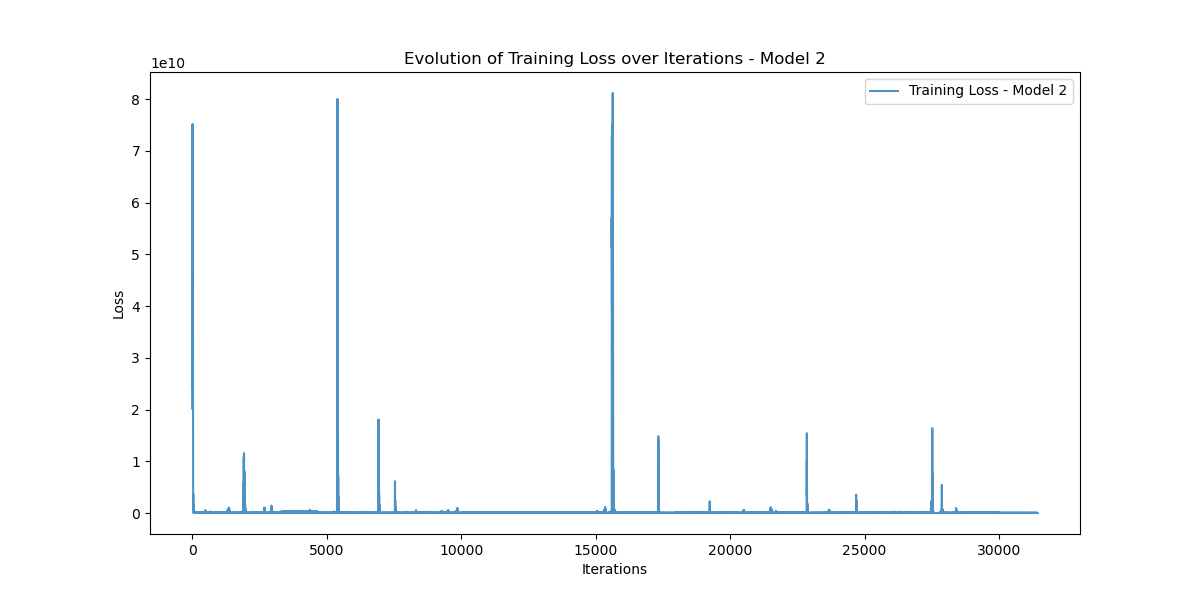 Evolution of Training Loss over Iterations - Model 2
1e10
Training Loss - Model 2
8
7
6
5
4
3
2
1
0
Loss
0 5000 10000 15000 20000 25000 30000
Iterations